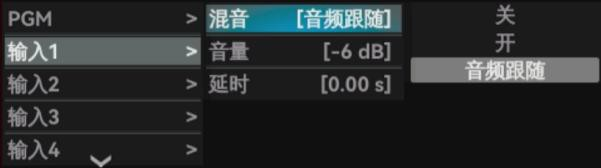 PGM >
输入1 >
输入2 >
输入3 >
输入4 >
混音 [音频跟随]
音量 [-6 dB]
延时 [0.00 s]
关
开
音频跟随